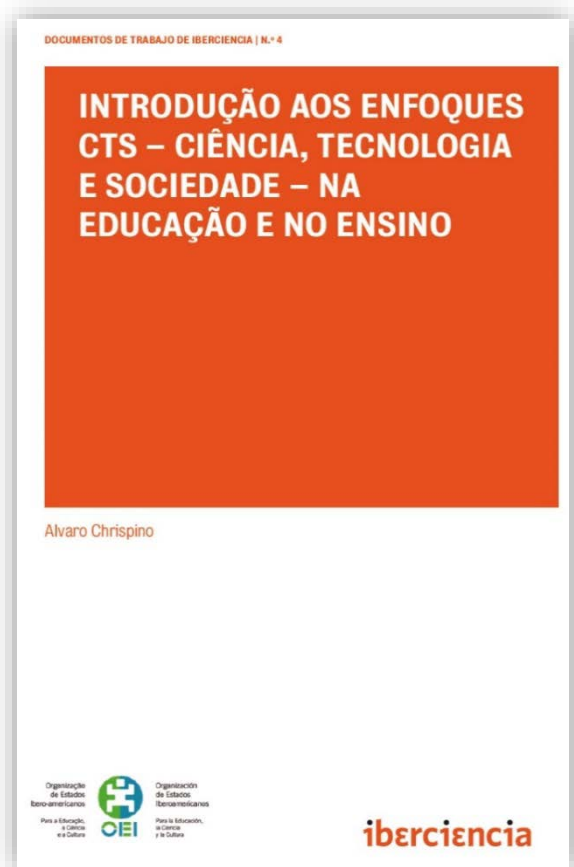 DOCUMENTOS DE TRABAJO DE IBERCIENCIA | N.º 4
INTRODUÇÃO AOS ENFOQUES
CTS – CIÊNCIA, TECNOLOGIA
E SOCIEDADE – NA
EDUCAÇÃO E NO ENSINO
Alvaro Chrispino
Organização
de Estados
Ibero-americanos
Para a Educação,
a Ciência
e a Cultura
OEI
Organización
de Estados
Iberoamericanos
Para la Educación,
la Ciencia
y la Cultura
iberciencia